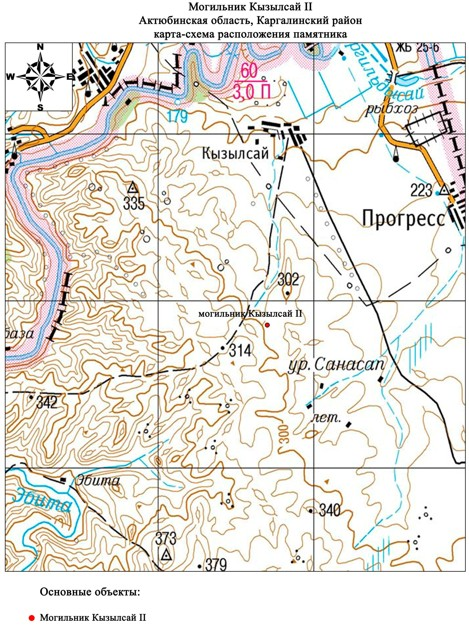 Могильник Кызылсай II
Актюбинская область, Каргалинский район
карта-схема расположения памятника
N
W E
S
60
3,0 П
ЖБ 25-6
179
рыбхоз
Кызылсай
335
223
Прогресс
302
могильник Кызылсай II
база
314
ур. Санасап
342
лет.
300
Эбита
Эбита
340
373
379
Основные объекты:
Могильник Кызылсай II